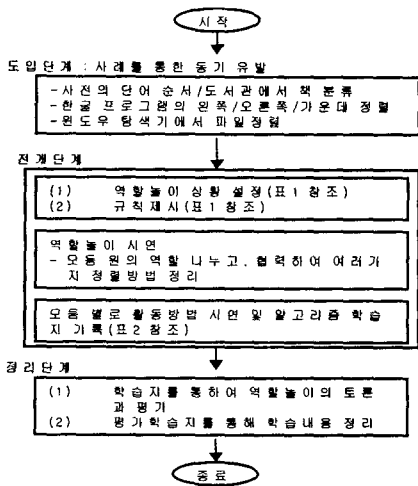 시작
도입단계 : 사례를 통한 동기 유발
-사전의 단어 순서/도서관에서 책 분류
-한글 프로그램의 왼쪽/오른쪽/가운데 정렬
-윈도우 탐색기에서 파일정렬
전개단계
(1) 역할놀이 상황 설정(표1 참조)
(2) 규칙제시(표1 참조)
역할놀이 시연
- 모둠 원의 역할 나누고, 협력하여 여러가
지 정렬방법 정리
모둠 별로 활동방법 시연 및 알고리즘 학습
지 기록(표2 참조)
정리단계
(1) 학습지를 통하여 역할놀이의 토론
과 평가
(2) 평가학습지를 통해 학습내용 정리
종료